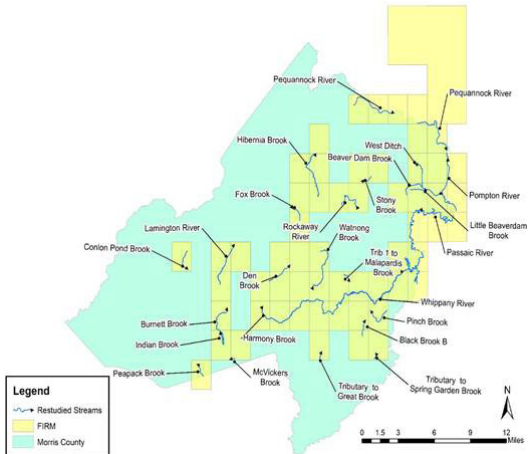 Pequannock River
Pequannock River
Hibernia Brook
West Ditch
Beaver Dam Brook
Fox Brook
Stony
Brook
Pompton River
Rockaway
River
Little Beaverdam
Brook
Lamington River
Watnong
Brook
Conlon Pond Brook
Passaic River
Den
Brook
Trib 1 to
Malapardis
Brook
Whippany River
Burnett Brook
Pinch Brook
Indian Brook
Harmony Brook
Black Brook B
Peapack Brook
McVickers
Brook
Tributary to
Great Brook
Tributary to
Spring Garden Brook
Legend
Restudied Streams
FIRM
Morris County
N
0 1.5 3 6 9 12
Miles